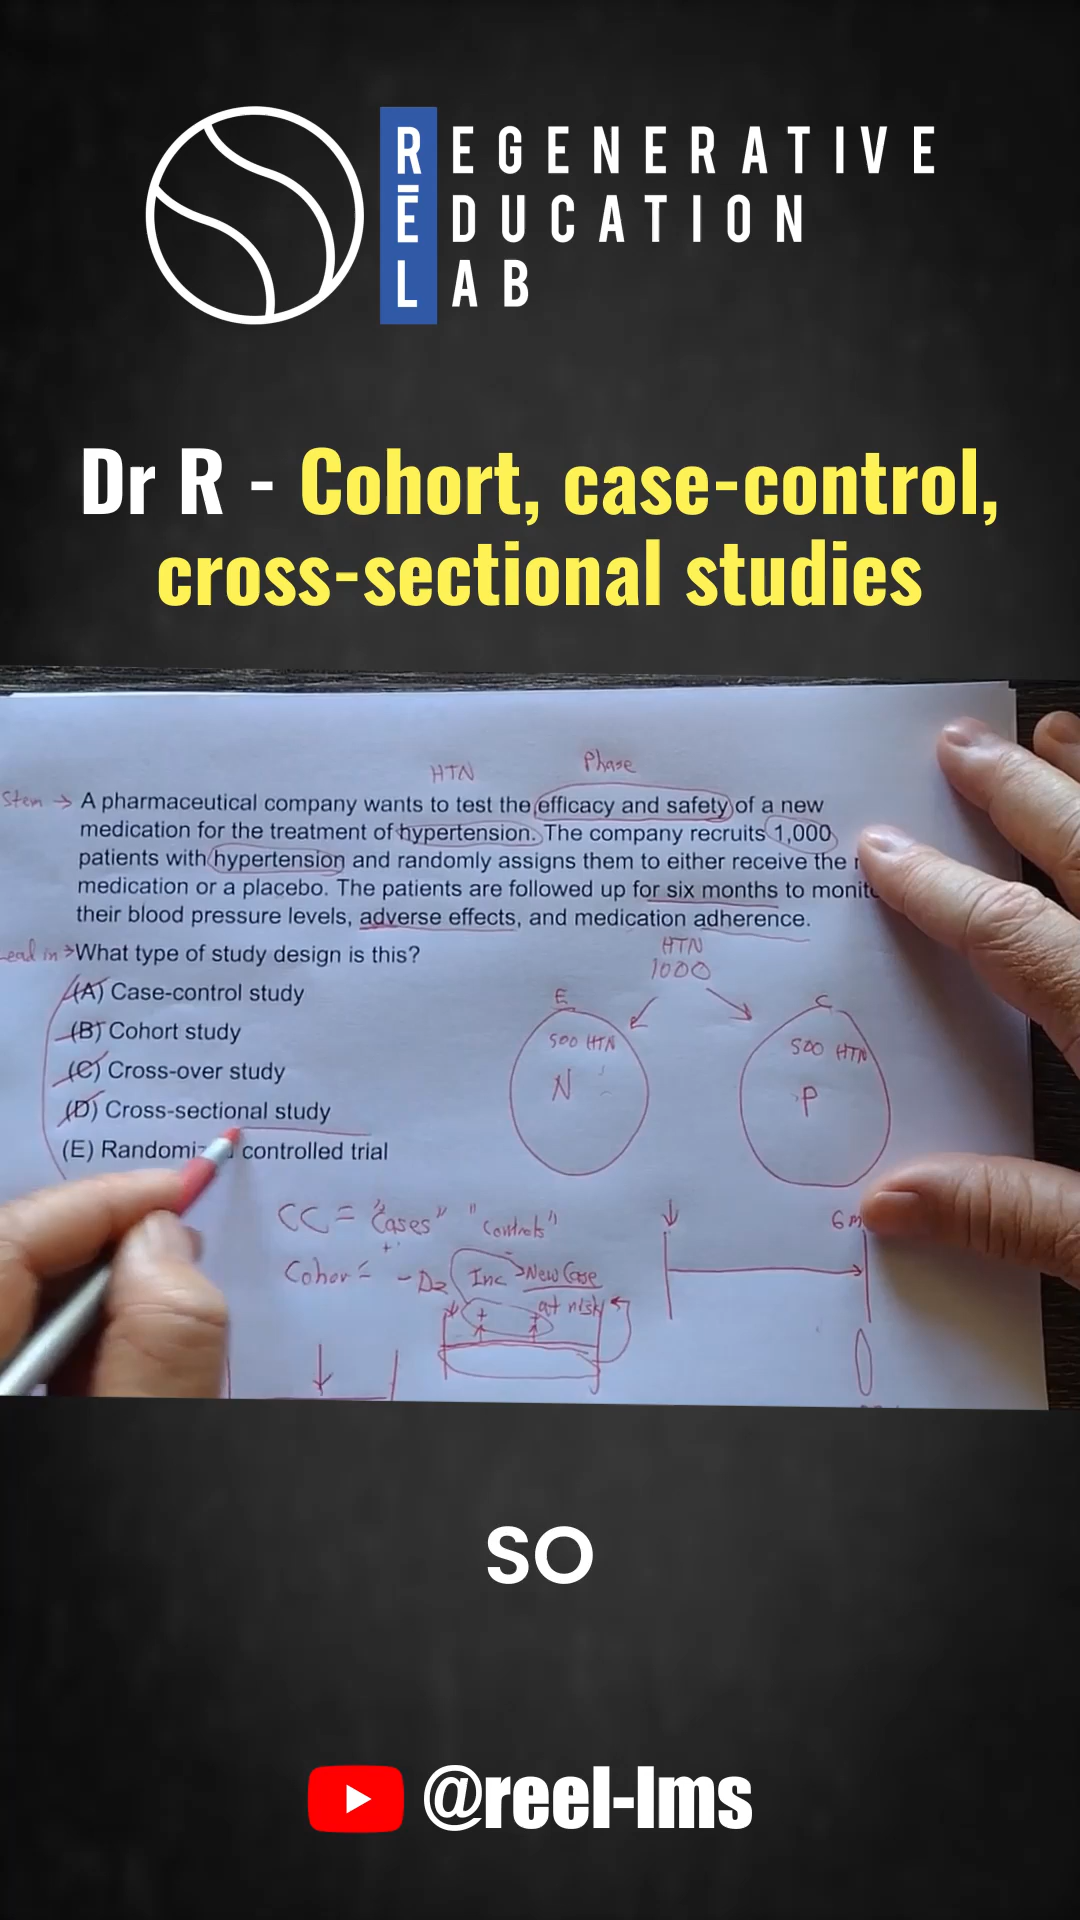 REGENERATIVE
EDUCATION
LAB
Dr R - Cohort, case-control,
cross-sectional studies
HTN
Phase
Stem → A pharmaceutical company wants to test the efficacy and safety of a new
medication for the treatment of hypertension. The company recruits 1,000
patients with hypertension and randomly assigns them to either receive the
medication or a placebo. The patients are followed up for six months to
their blood pressure levels, adverse effects, and medication adherence.
What type of study design is this?
HTN
1000
(A) Case-control study
(B) Cohort study
(C) Cross-over study
(D) Cross-sectional study
(E) controlled trial
E
500 HTN
N
C
500 HTN
P
CC = "Cases" "Controls"
Cohor = - Dz Inc → New Case
at risk
6m
SO
@reel-lms